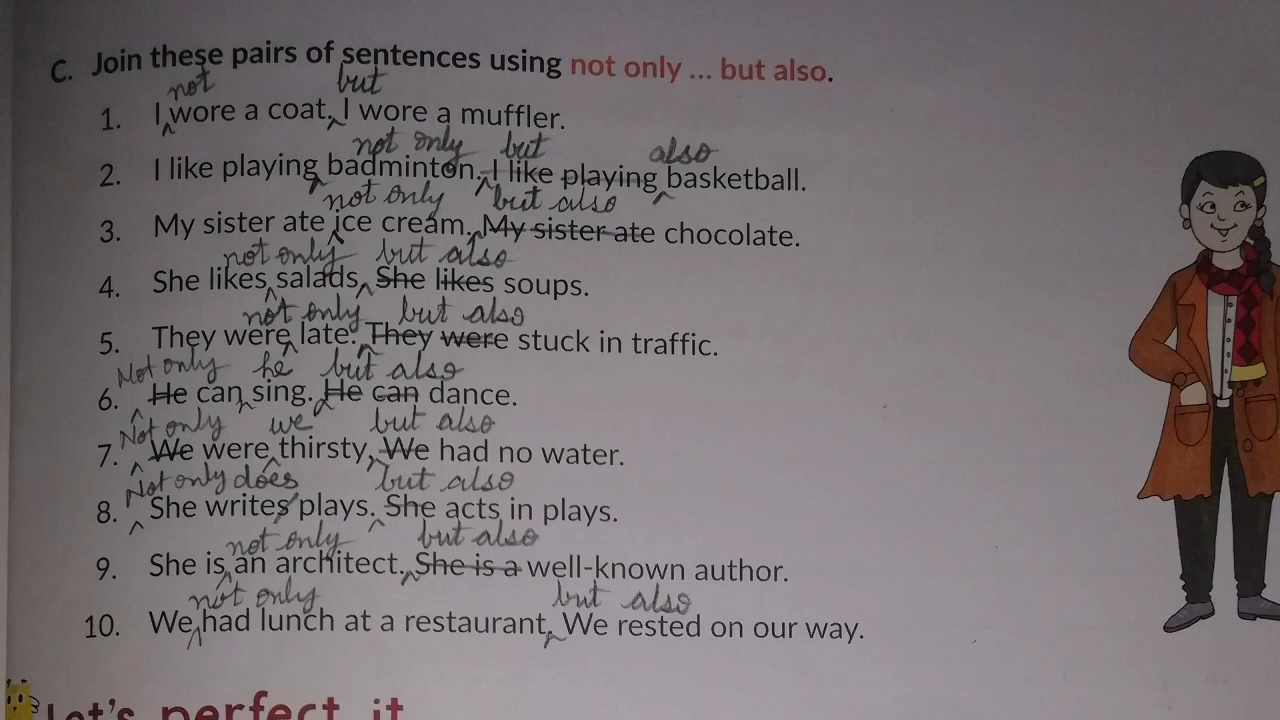 C. Join these pairs of sentences using not only ... but also.
not but
1. I wore a coat. I wore a muffler.
not only but also
2. I like playing badminton. I like playing basketball.
not only but also
3. My sister ate ice cream. My sister ate chocolate.
not only but also
4. She likes salads. She likes soups.
not only but also
5. They were late. They were stuck in traffic.
Not only he but also
6. He can sing. He can dance.
Not only we but also
7. We were thirsty. We had no water.
Not only does but also
8. She writes plays. She acts in plays.
not only but also
9. She is an architect. She is a well-known author.
not only but also
10. We had lunch at a restaurant. We rested on our way.
Let's perfect it